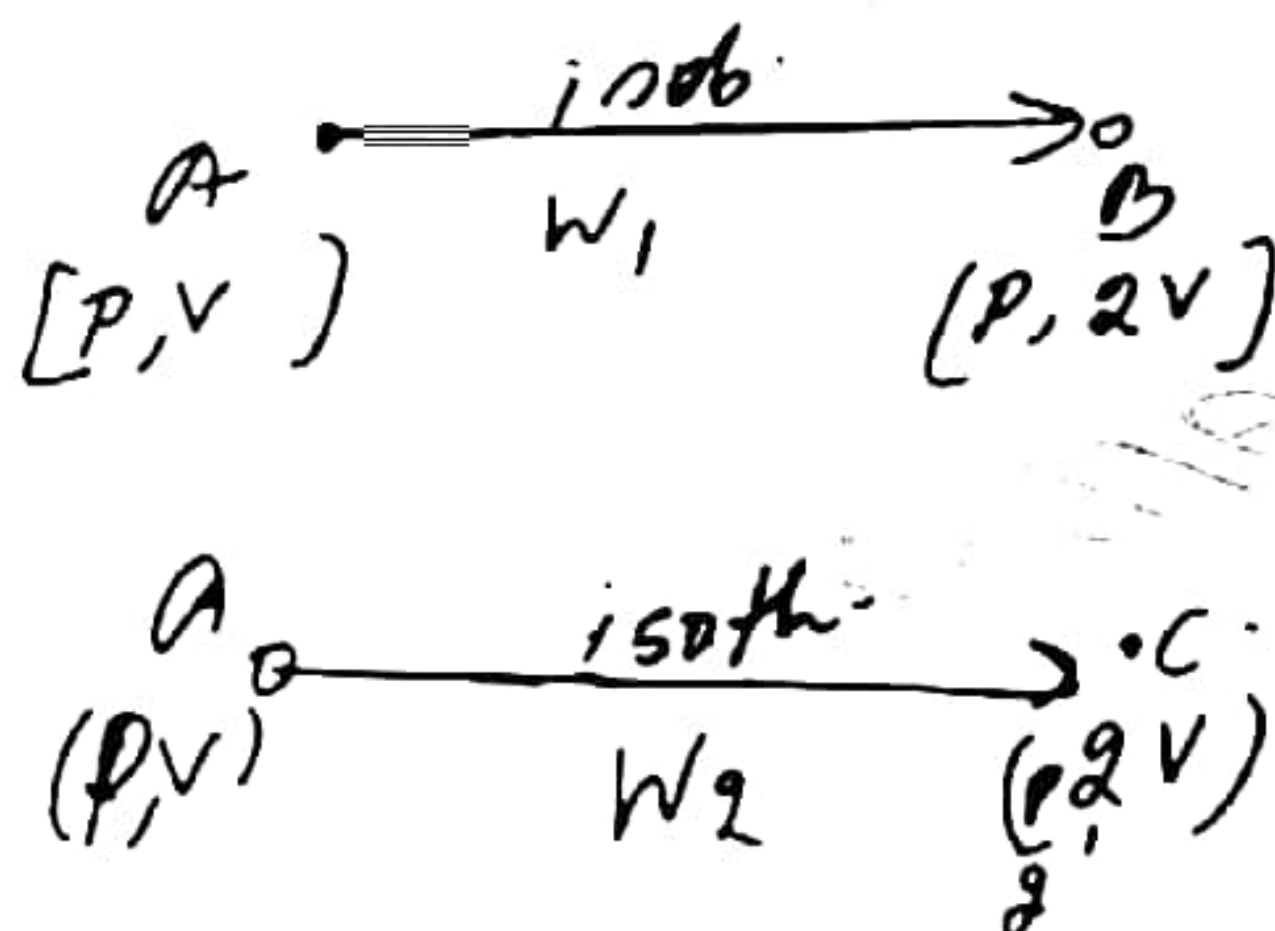 isob.
A B
W1
[P, V) (P, 2V]
A isoth. .C.
(P, V) W2 (P/2, 2V)